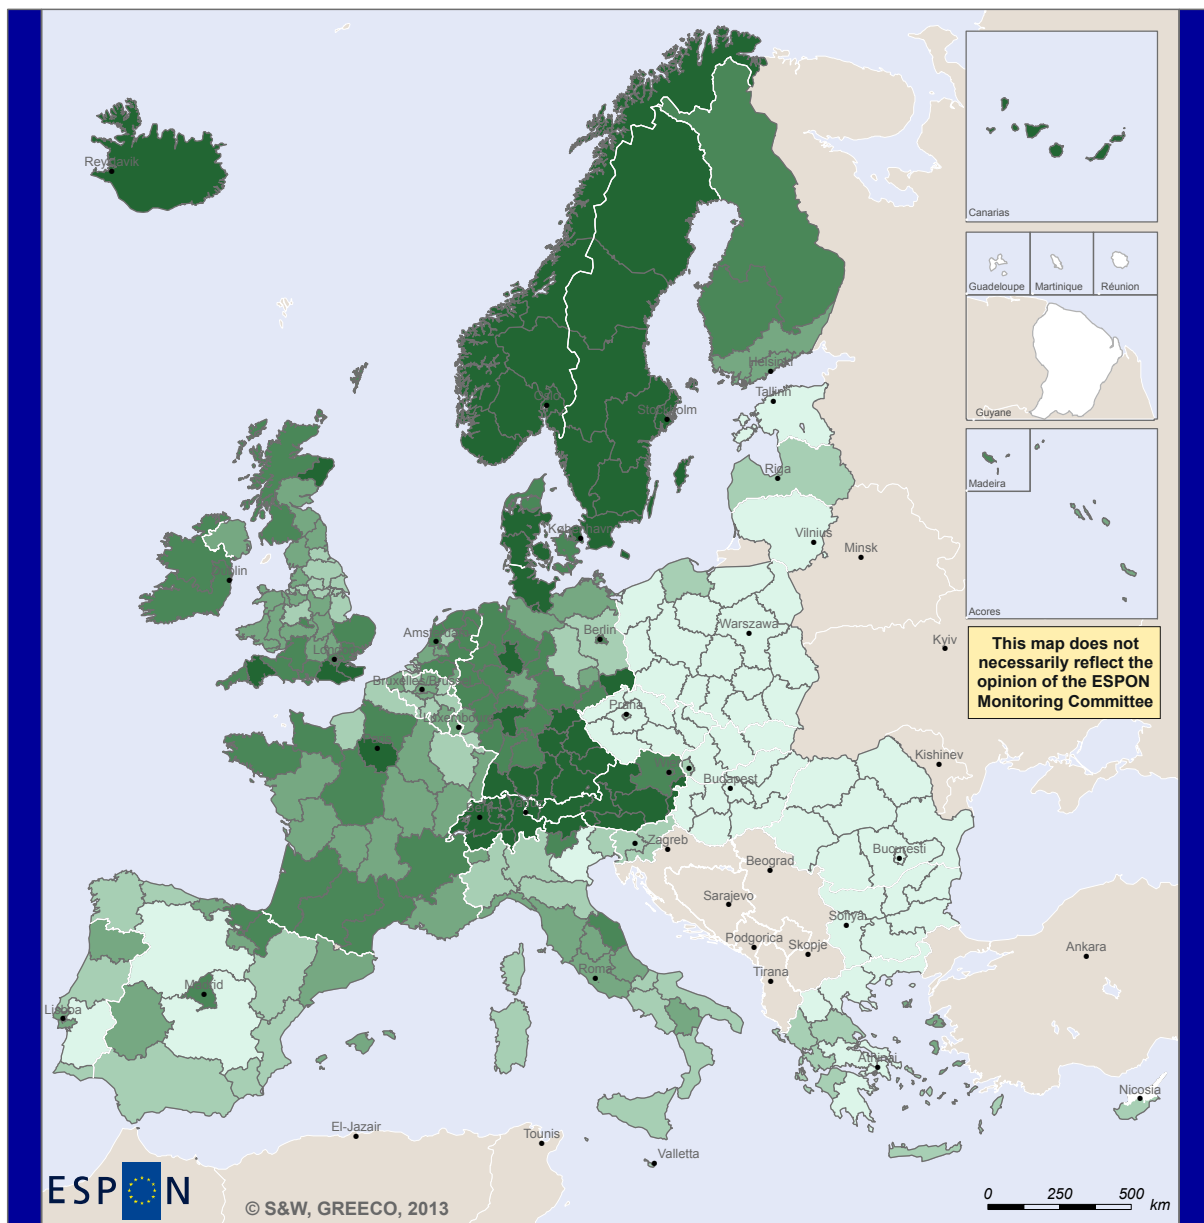 Reykjavik
Canarias
Guadeloupe
Martinique
Réunion
Guyane
Oslo
Helsinki
Tallinn
Stockholm
Riga
Madeira
København
Vilnius
Minsk
Dublin
Acores
Berlin
Warszawa
Amsterdam
London
Kyiv
This map does not
necessarily reflect the
opinion of the ESPON
Monitoring Committee
Bruxelles/Brussel
Praha
Luxembourg
Paris
Kishinev
Budapest
Bern
Vaduz
Zagreb
Bucuresti
Beograd
Sarajevo
Sofiya
Podgorica
Skopje
Ankara
Roma
Tirana
Madrid
Lisboa
Athinai
Nicosia
El-Jazair
Tounis
Valletta
ESPON
© S&W, GREECO, 2013
0 250 500
km